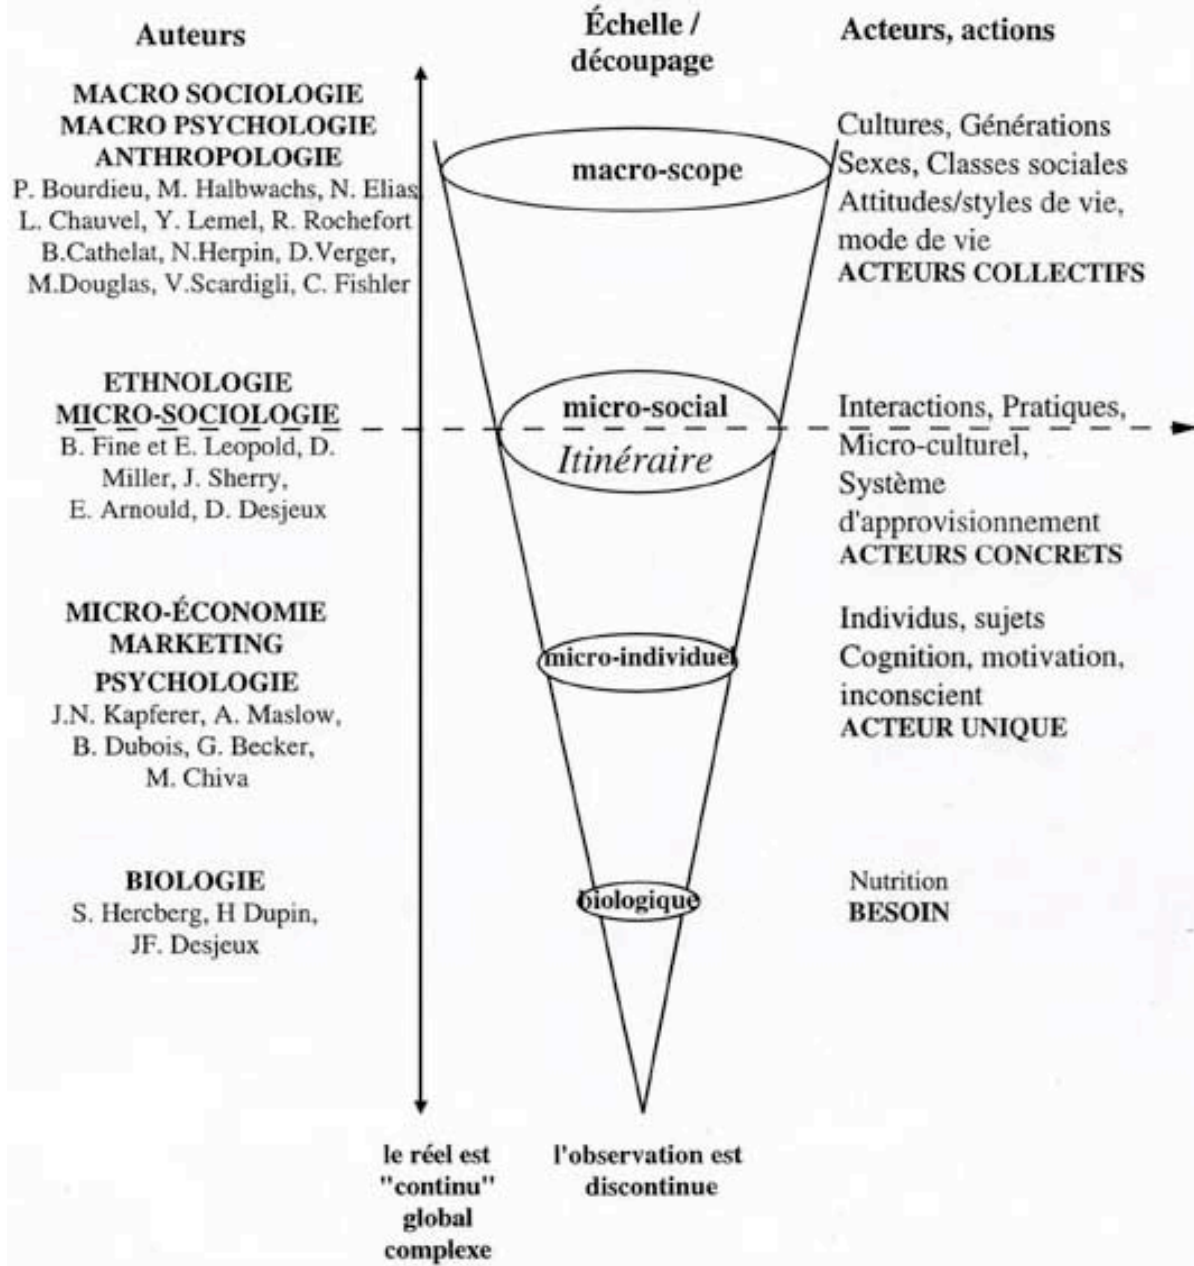 Auteurs
Échelle /
découpage
Acteurs, actions
MACRO SOCIOLOGIE
MACRO PSYCHOLOGIE
ANTHROPOLOGIE
P. Bourdieu, M. Halbwachs, N. Elias
L. Chauvel, Y. Lemel, R. Rochefort
B.Cathelat, N.Herpin, D.Verger,
M.Douglas, V.Scardigli, C. Fishler
macro-scope
Cultures, Générations
Sexes, Classes sociales
Attitudes/styles de vie,
mode de vie
ACTEURS COLLECTIFS
ETHNOLOGIE
MICRO-SOCIOLOGIE
B. Fine et E. Leopold, D.
Miller, J. Sherry,
E. Arnould, D. Desjeux
micro-social
Itinéraire
Interactions, Pratiques,
Micro-culturel,
Système
d'approvisionnement
ACTEURS CONCRETS
MICRO-ÉCONOMIE
MARKETING
PSYCHOLOGIE
J.N. Kapferer, A. Maslow,
B. Dubois, G. Becker,
M. Chiva
micro-individuel
Individus, sujets
Cognition, motivation,
inconscient
ACTEUR UNIQUE
BIOLOGIE
S. Hercberg, H Dupin,
JF. Desjeux
biologique
Nutrition
BESOIN
le réel est
"continu"
global
complexe
l'observation est
discontinue